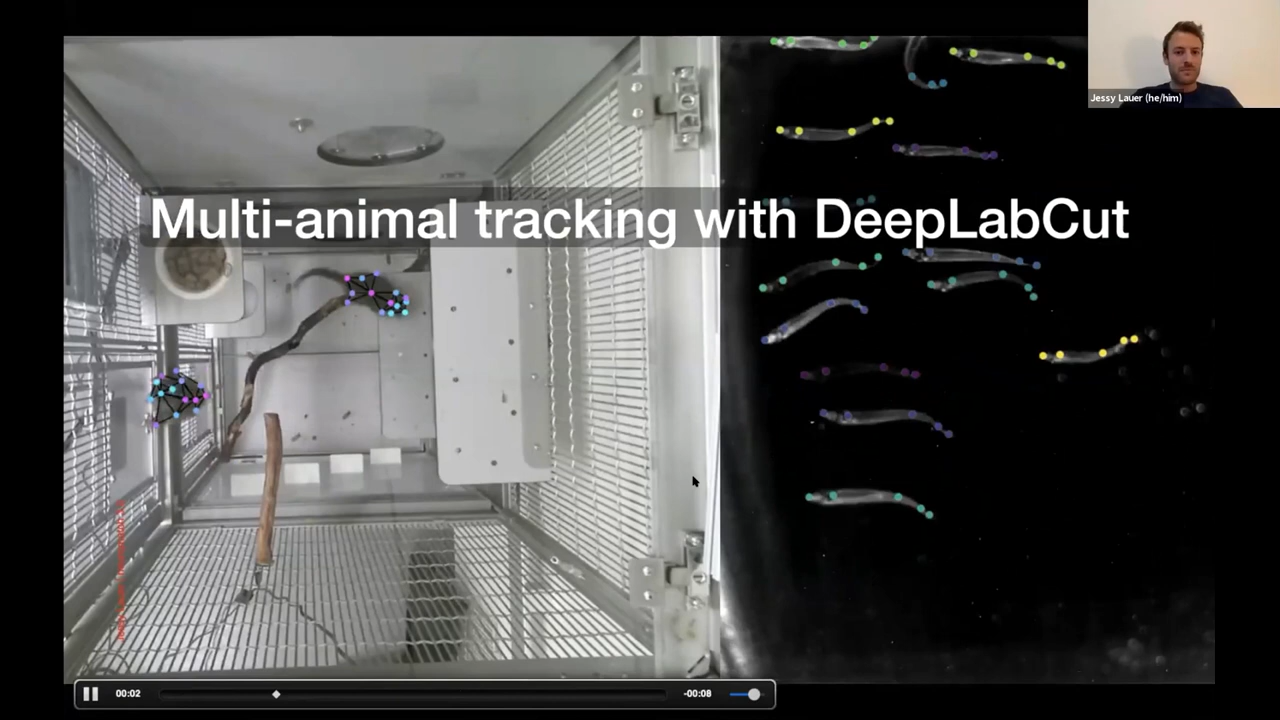 Jessy Lauer (he/him)
Multi-animal tracking with DeepLabCut
00:02
-00:08